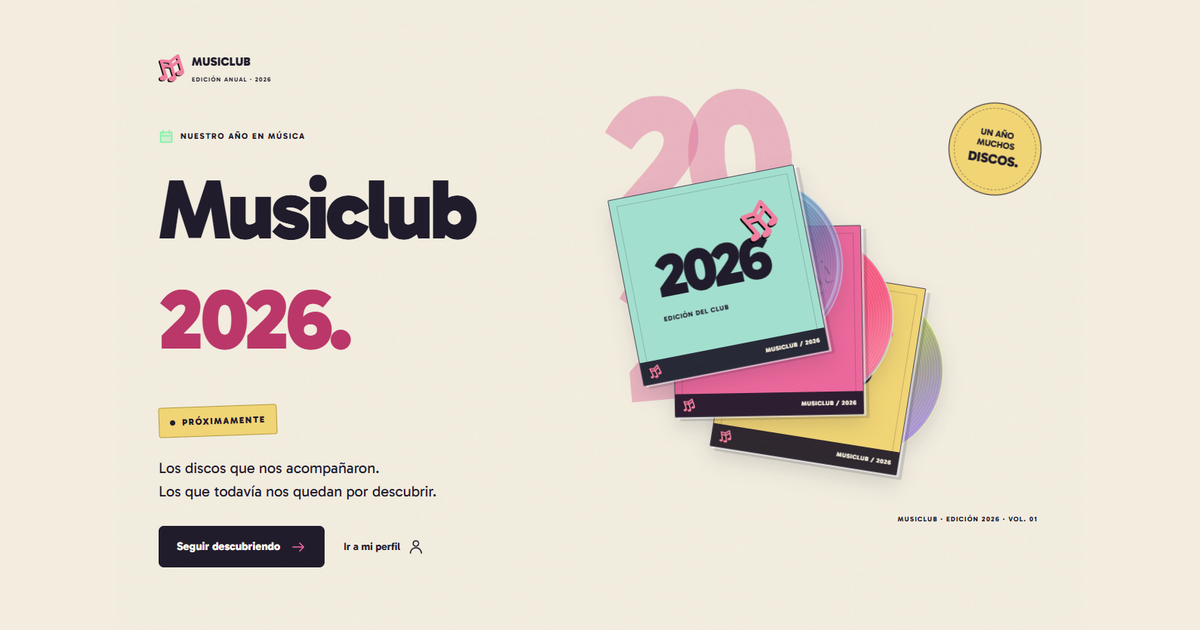 MUSICLUB
EDICIÓN ANUAL · 2026
NUESTRO AÑO EN MÚSICA
Musiclub
2026.
PRÓXIMAMENTE
Los discos que nos acompañaron.
Los que todavía nos quedan por descubrir.
Seguir descubriendo
Ir a mi perfil
20
UN AÑO
MUCHOS
DISCOS.
2026
EDICIÓN DEL CLUB
MUSICLUB / 2026
MUSICLUB / 2026
MUSICLUB / 2026
MUSICLUB · EDICIÓN 2026 · VOL. 01